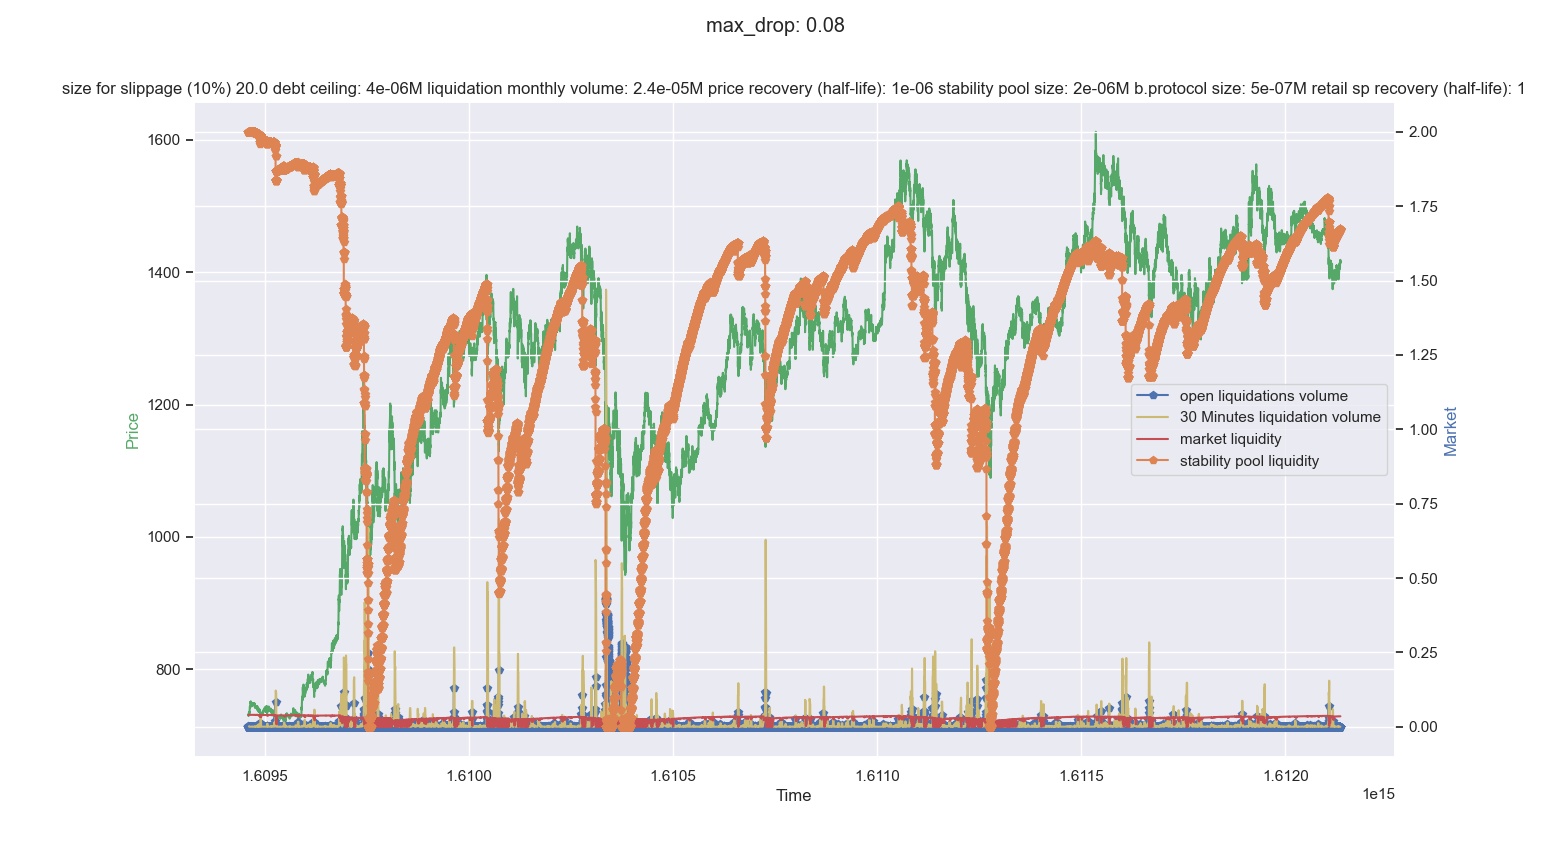 max_drop: 0.08
size for slippage (10%) 20.0 debt ceiling: 4e-06M liquidation monthly volume: 2.4e-05M price recovery (half-life): 1e-06 stability pool size: 2e-06M b.protocol size: 5e-07M retail sp recovery (half-life): 1
1600
1400
1200
1000
800
Price
2.00
1.75
1.50
1.25
1.00
0.75
0.50
0.25
0.00
Market
open liquidations volume
30 Minutes liquidation volume
market liquidity
stability pool liquidity
1.6095 1.6100 1.6105 1.6110 1.6115 1.6120
Time
1e15